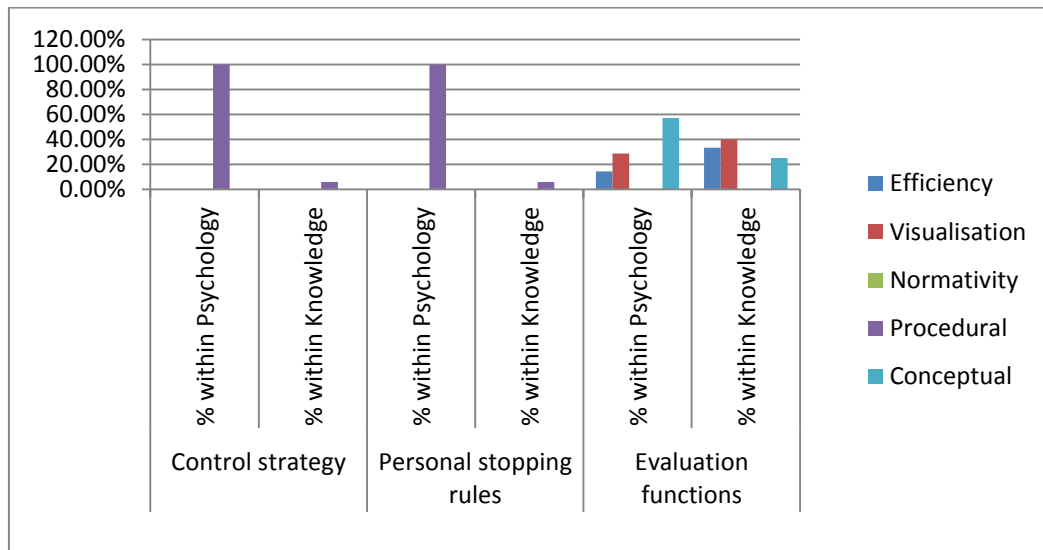 120.00%
100.00%
80.00%
60.00%
40.00%
20.00%
0.00%
% within Psychology
% within Knowledge
% within Psychology
% within Knowledge
% within Psychology
% within Knowledge
Control strategy
Personal stopping
rules
Evaluation
functions
Efficiency
Visualisation
Normativity
Procedural
Conceptual